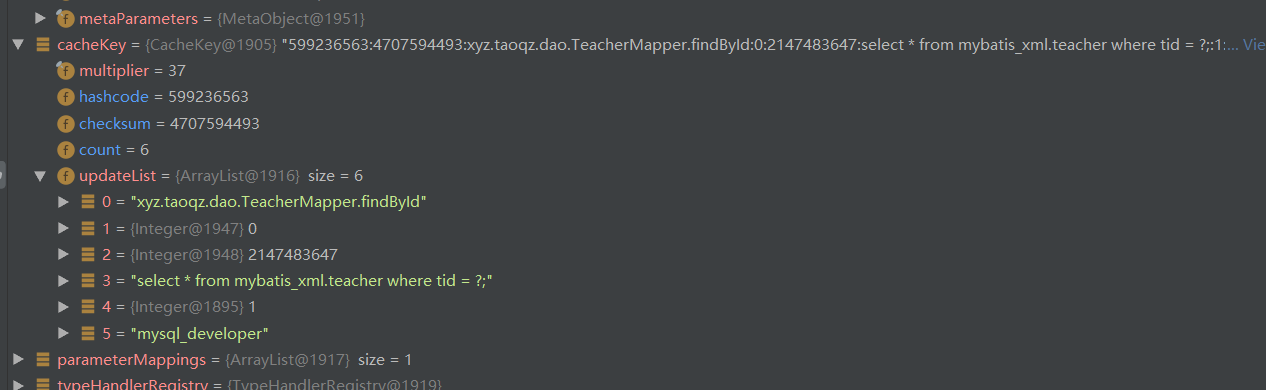 metaParameters = {MetaObject@1951}
cacheKey = {CacheKey@1905} "599236563:4707594493:xyz.taoqz.dao.TeacherMapper.findById:0:2147483647:select * from mybatis_xml.teacher where tid = ?;:1:... Vie
multiplier = 37
hashcode = 599236563
checksum = 4707594493
count = 6
updateList = {ArrayList@1916} size = 6
0 = "xyz.taoqz.dao.TeacherMapper.findById"
1 = {Integer@1947} 0
2 = {Integer@1948} 2147483647
3 = "select * from mybatis_xml.teacher where tid = ?;"
4 = {Integer@1895} 1
5 = "mysql_developer"
parameterMappings = {ArrayList@1917} size = 1
typeHandlerRegistry = {TypeHandlerRegistry@1919}